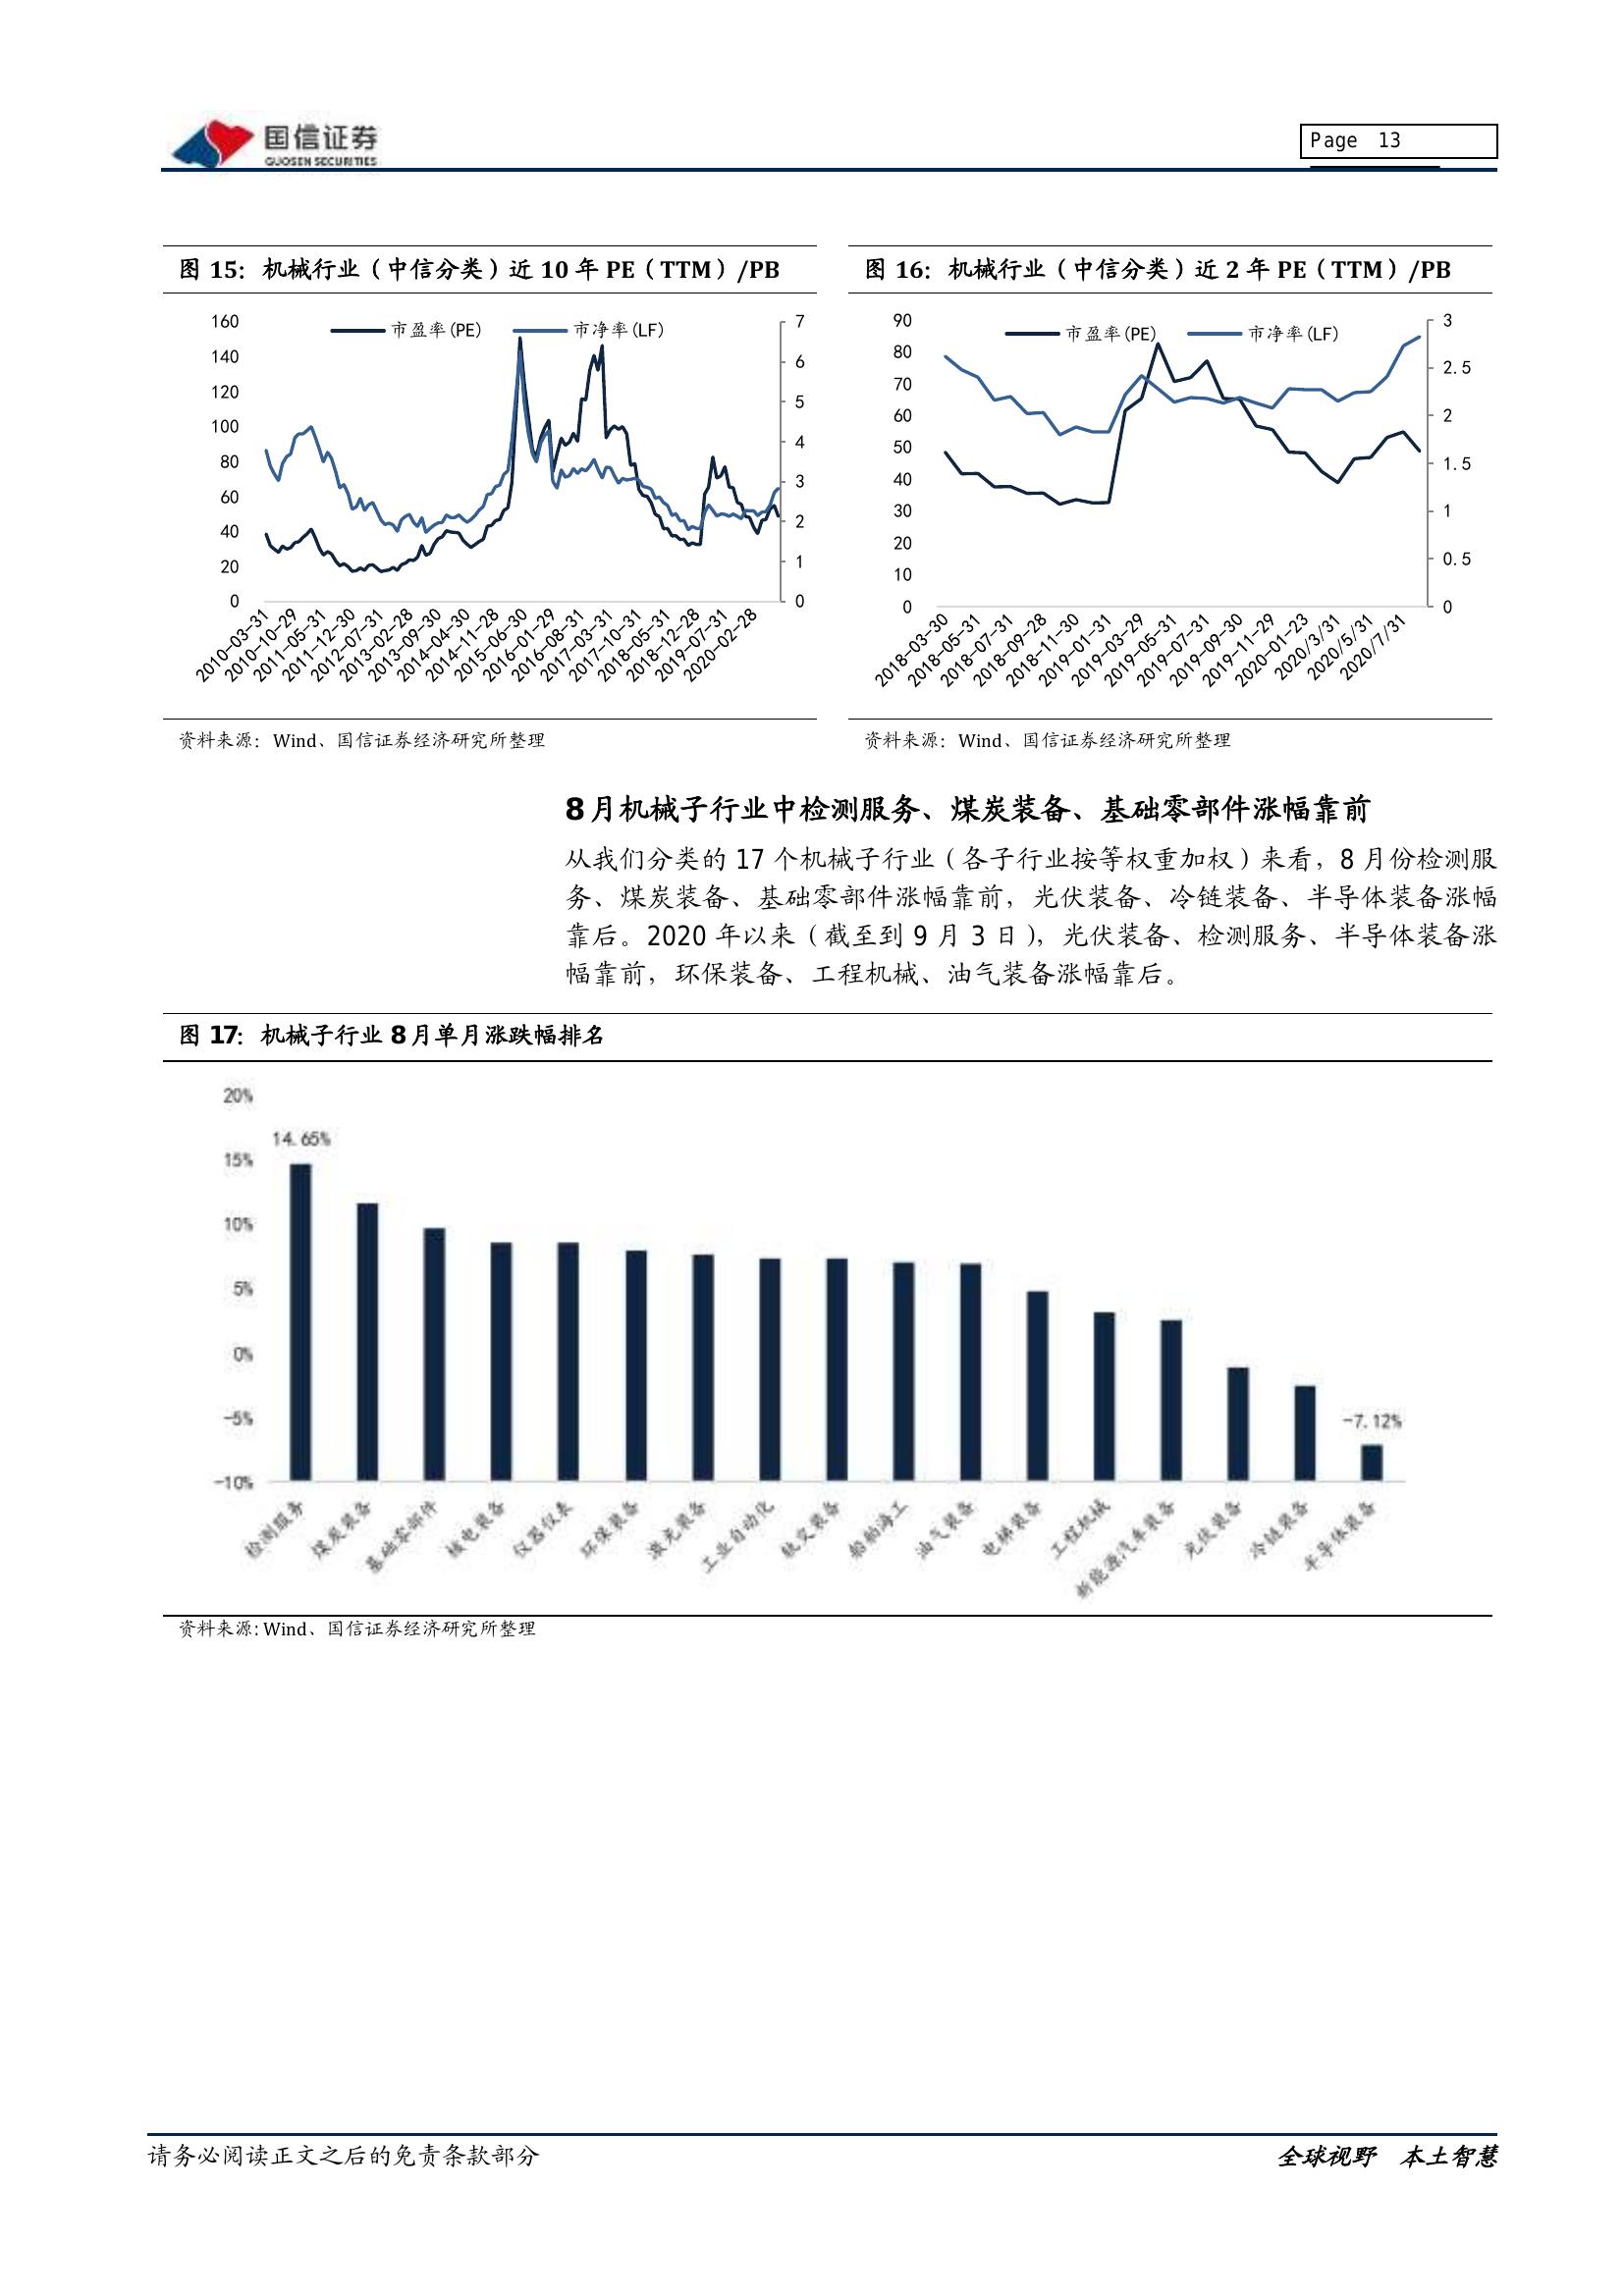 国信证券
GUOSEN SECURITIES
Page 13
图 15：机械行业（中信分类）近 10 年 PE（TTM）/PB
160
140
120
100
80
60
40
20
0
市盈率(PE)
市净率(LF)
7
6
5
4
3
2
1
0
2010-03-31
2010-10-29
2011-05-31
2011-12-30
2012-07-31
2013-02-28
2013-09-30
2014-04-30
2014-11-28
2015-06-30
2016-01-29
2016-08-31
2017-03-31
2017-10-31
2018-05-31
2018-12-28
2019-07-31
2020-02-28
资料来源：Wind、国信证券经济研究所整理
图 16：机械行业（中信分类）近 2 年 PE（TTM）/PB
90
80
70
60
50
40
30
20
10
0
市盈率(PE)
市净率(LF)
3
2.5
2
1.5
1
0.5
0
2018-03-30
2018-05-31
2018-07-31
2018-09-28
2018-11-30
2019-01-31
2019-03-29
2019-05-31
2019-07-31
2019-09-30
2019-11-29
2020-01-23
2020/3/31
2020/5/31
2020/7/31
资料来源：Wind、国信证券经济研究所整理
8月机械子行业中检测服务、煤炭装备、基础零部件涨幅靠前
从我们分类的 17 个机械子行业（各子行业按等权重加权）来看，8 月份检测服
务、煤炭装备、基础零部件涨幅靠前，光伏装备、冷链装备、半导体装备涨幅
靠后。2020 年以来（截至到 9 月 3 日），光伏装备、检测服务、半导体装备涨
幅靠前，环保装备、工程机械、油气装备涨幅靠后。
图 17：机械子行业 8月单月涨跌幅排名
20%
15%
10%
5%
0%
-5%
-10%
14.65%
-7.12%
检测服务
煤炭装备
基础零部件
核电装备
仪器仪表
环保装备
激光装备
工业自动化
轨交装备
船舶海工
油气装备
电梯装备
工程机械
新能源汽车装备
光伏装备
冷链装备
半导体装备
资料来源: Wind、国信证券经济研究所整理
请务必阅读正文之后的免责条款部分
全球视野 本土智慧